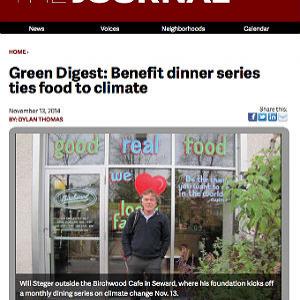 THE JOURNAL
News Voices Neighborhoods Calendar
HOME ›
Green Digest: Benefit dinner series
ties food to climate
November 13, 2014
BY: DYLAN THOMAS
Share this:
good real food
we
Birchwood
Be the change
you want to see
in the world
local
Will Steger outside the Birchwood Cafe in Seward, where his foundation kicks off
a monthly dining series on climate change Nov. 13.